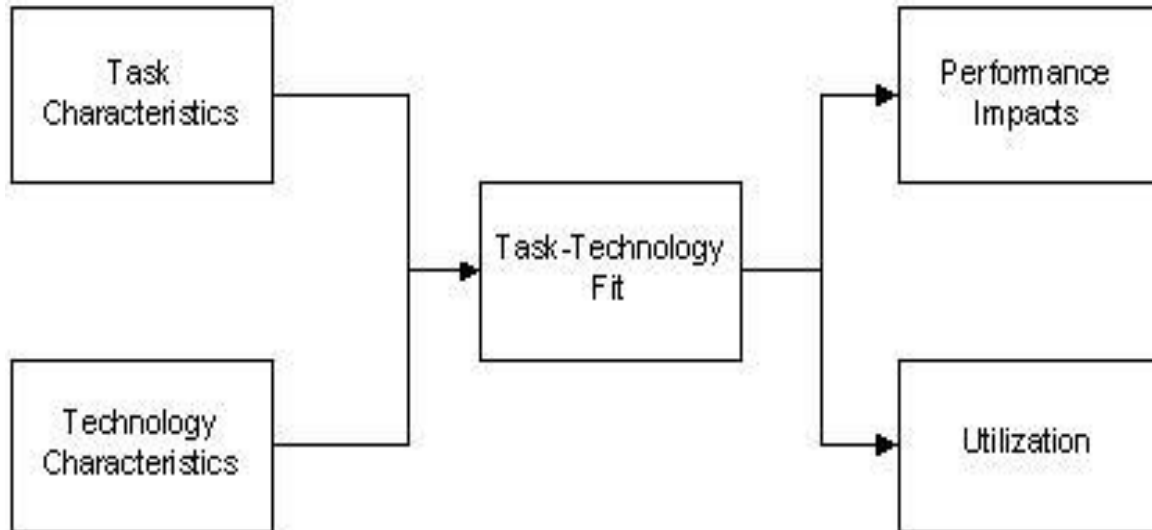 Task
Characteristics
Performance
Impacts
Task-Technology
Fit
Technology
Characteristics
Utilization